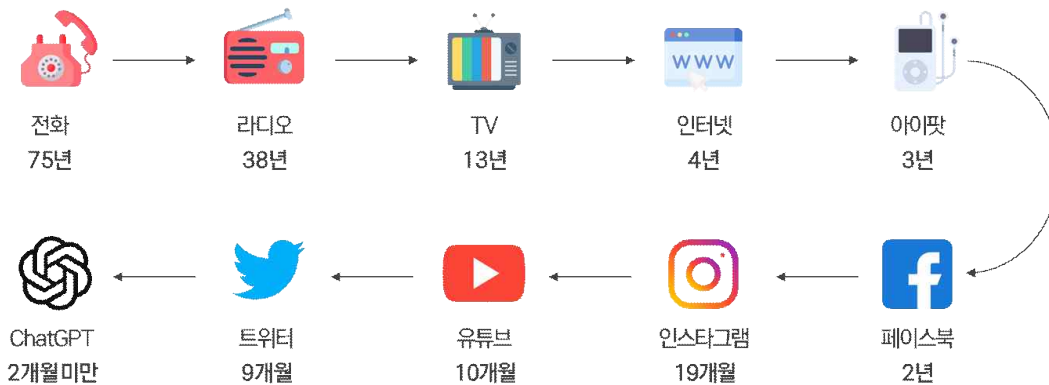 WWW
전화
75년
라디오
38년
TV
13년
인터넷
4년
아이팟
3년
페이스북
2년
인스타그램
19개월
유튜브
10개월
트위터
9개월
ChatGPT
2개월미만